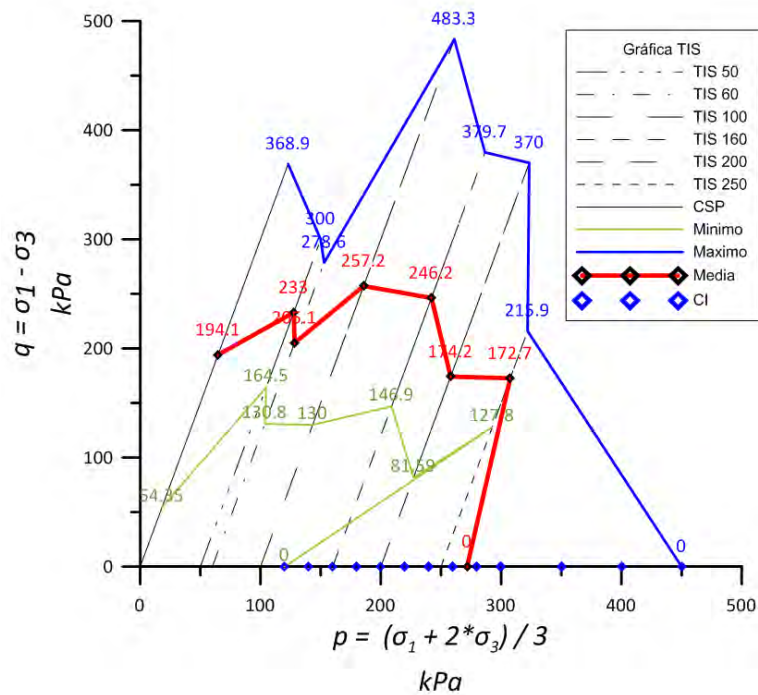 500
400
300
200
100
0
q = σ1 - σ3
kPa
483.3
379.7
370
368.9
300
278.6
257.2
246.2
233
215.9
194.1
174.2
172.7
164.5
146.9
130.8
130
127.8
81.59
0
0
0
Gráfica TIS
TIS 50
TIS 60
TIS 100
TIS 160
TIS 200
TIS 250
CSP
Minimo
Maximo
Media
CI
0
100
200
300
400
500
p = (σ1 + 2*σ3) / 3
kPa